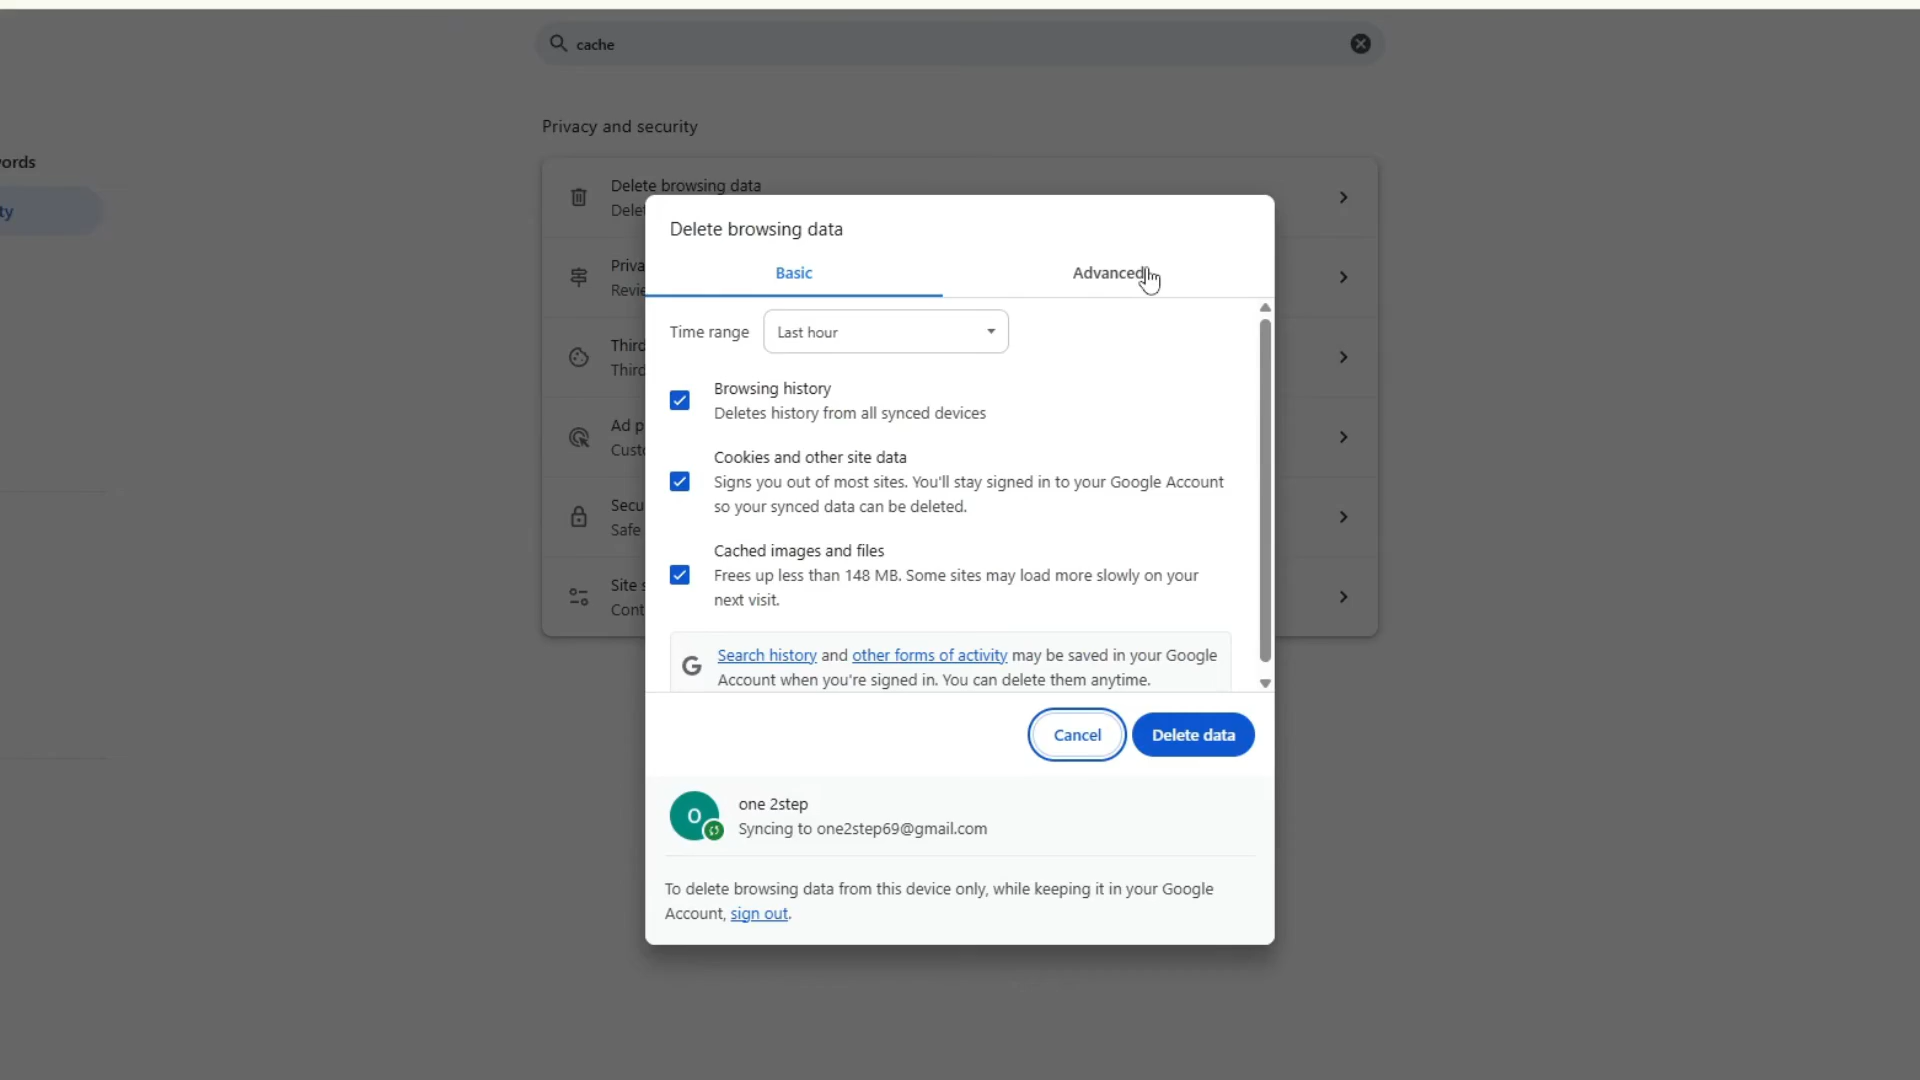 cache
Privacy and security
ords
ty
Delete browsing data
Dele
Priva
Revie
Third
Third
Ad p
Custo
Secu
Safe
Site s
Cont
Delete browsing data
Basic
Advanced
Time range
Last hour
Browsing history
Deletes history from all synced devices
Cookies and other site data
Signs you out of most sites. You'll stay signed in to your Google Account
so your synced data can be deleted.
Cached images and files
Frees up less than 148 MB. Some sites may load more slowly on your
next visit.
Search history and other forms of activity may be saved in your Google
Account when you're signed in. You can delete them anytime.
Cancel
Delete data
O
one 2step
Syncing to one2step69@gmail.com
To delete browsing data from this device only, while keeping it in your Google
Account, sign out.